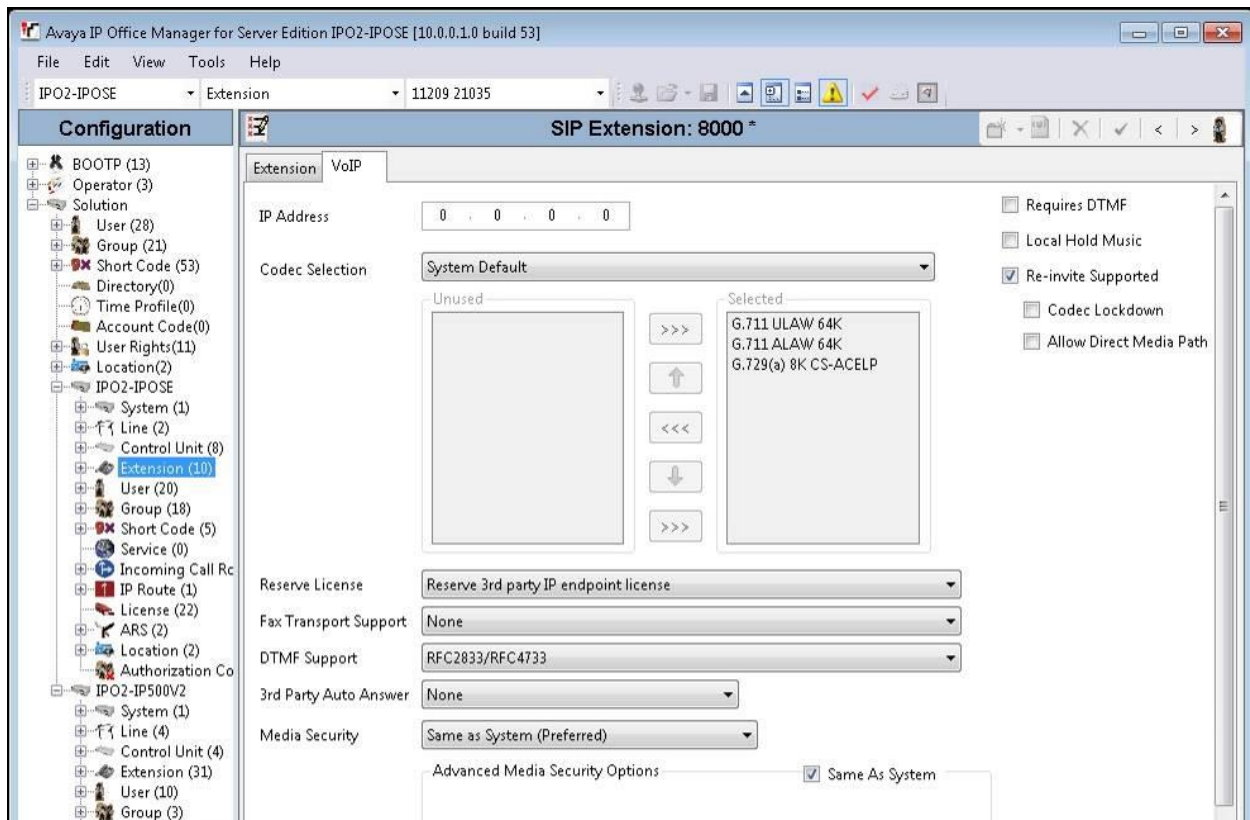 Avaya IP Office Manager for Server Edition IPO2-IPOSE [10.0.0.1.0 build 53]
File Edit View Tools Help
IPO2-IPOSE Extension 11209 21035
Configuration
BOOTP (13)
Operator (3)
Solution
User (28)
Group (21)
Short Code (53)
Directory(0)
Time Profile(0)
Account Code(0)
User Rights(11)
Location(2)
IPO2-IPOSE
System (1)
Line (2)
Control Unit (8)
Extension (10)
User (20)
Group (18)
Short Code (5)
Service (0)
Incoming Call Rc
IP Route (1)
License (22)
ARS (2)
Location (2)
Authorization Co
IPO2-IP500V2
System (1)
Line (4)
Control Unit (4)
Extension (31)
User (10)
Group (3)
SIP Extension: 8000 *
Extension VoIP
IP Address 0 . 0 . 0 . 0
Codec Selection System Default
Unused
>>>
<<<
>>>
Selected
G.711 ULAW 64K
G.711 ALAW 64K
G.729(a) 8K CS-ACELP
Reserve License Reserve 3rd party IP endpoint license
Fax Transport Support None
DTMF Support RFC2833/RFC4733
3rd Party Auto Answer None
Media Security Same as System (Preferred)
Advanced Media Security Options Same As System
Requires DTMF
Local Hold Music
Re-invite Supported
Codec Lockdown
Allow Direct Media Path